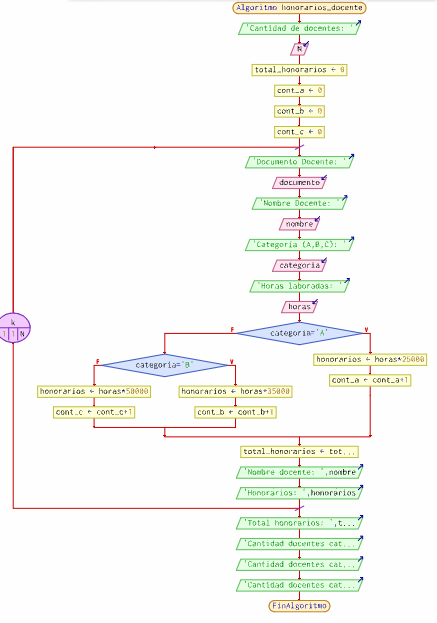 Algoritmo honorarios_docente
'Cantidad de docentes: '
N
total_honorarios ← 0
cont_a ← 0
cont_b ← 0
cont_c ← 0
'Documento Docente: '
documento
'Nombre Docente: '
nombre
'Categoria (A,B,C): '
categoria
'Horas laboradas: '
horas
k
1 1 N
F categoria='A' V
honorarios ← horas*25000
cont_a ← cont_a+1
F categoria='B' V
honorarios ← horas*50000
honorarios ← horas*35000
cont_c ← cont_c+1
cont_b ← cont_b+1
total_honorarios ← tot...
'Nombre docente: ',nombre
'Honorarios: ',honorarios
'Total honorarios: ',t...
'Cantidad docentes cat...
'Cantidad docentes cat...
'Cantidad docentes cat...
FinAlgoritmo